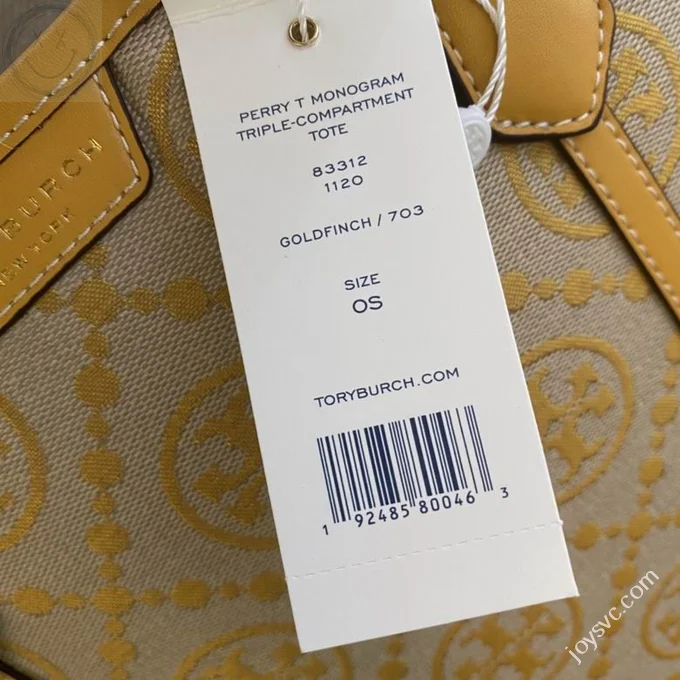 PERRY T MONOGRAM
TRIPLE-COMPARTMENT
TOTE
83312
1120
GOLDFINCH / 703
SIZE
OS
TORYBURCH.COM
1 92485 80046 3
BURCH
NEW YORK
joysvc.com